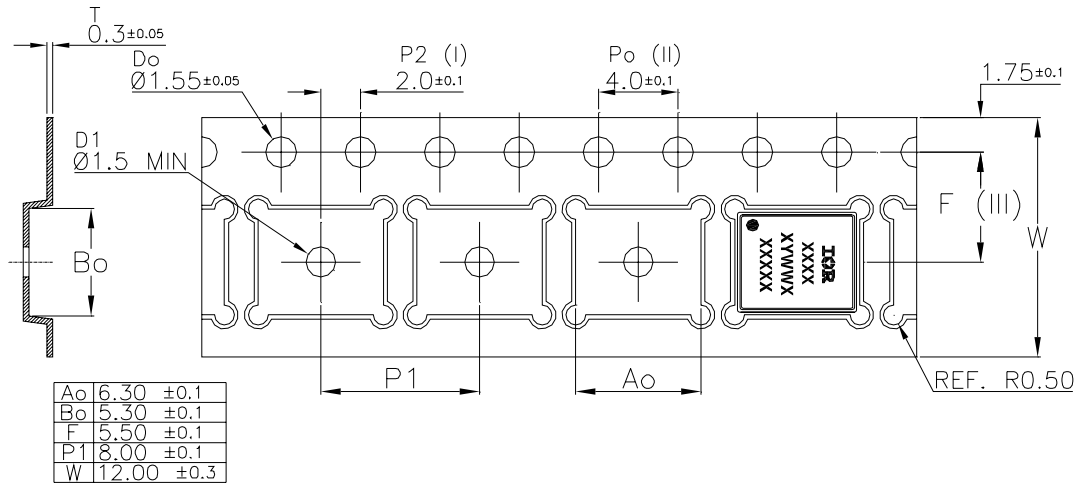 T
0.3±0.05
Do
Ø1.55±0.05
P2 (I)
2.0±0.1
Po (II)
4.0±0.1
1.75±0.1
D1
Ø1.5 MIN
F (III)
W
Bo
IOR
XXXX
XYWWX
XXXXX
P1
Ao
REF. R0.50
Ao 6.30 ±0.1
Bo 5.30 ±0.1
F 5.50 ±0.1
P1 8.00 ±0.1
W 12.00 ±0.3